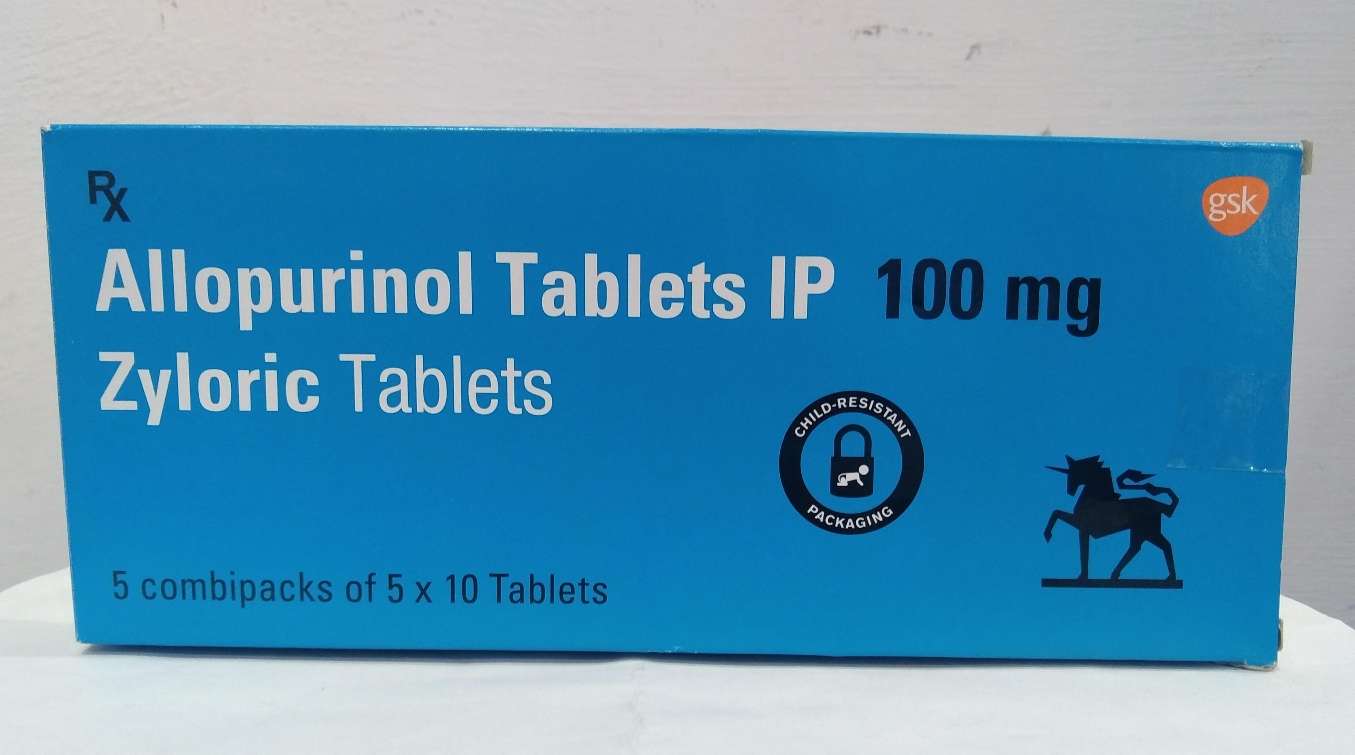 Rx
gsk
Allopurinol Tablets IP 100 mg
Zyloric Tablets
CHILD-RESISTANT
PACKAGING
5 combipacks of 5 x 10 Tablets